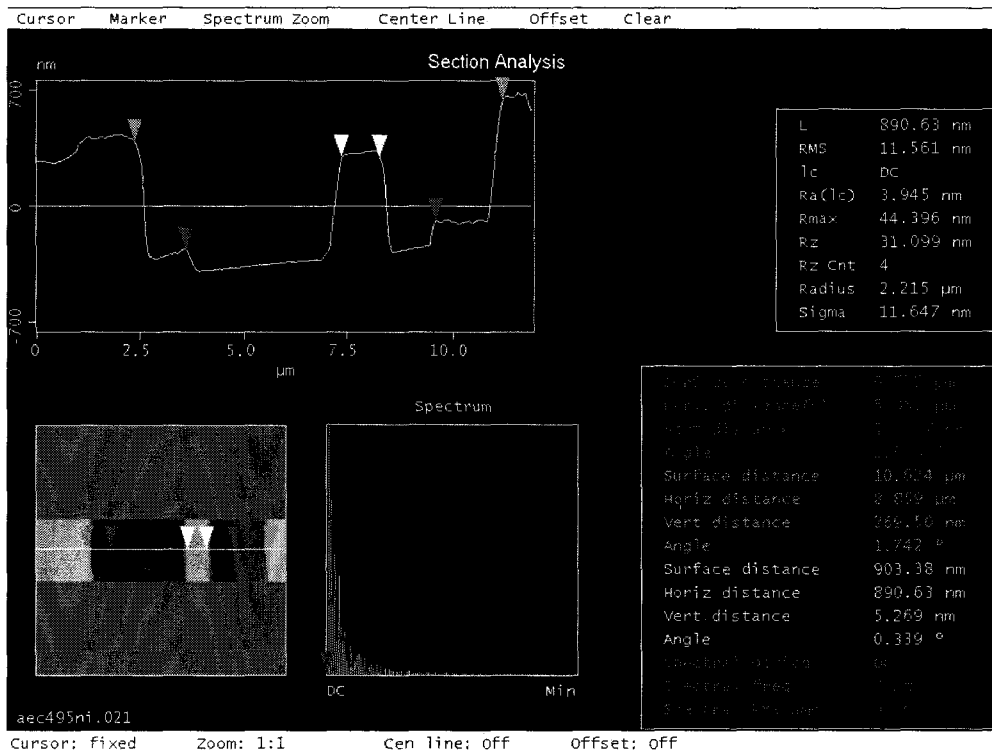 Cursor Marker Spectrum Zoom Center Line Offset Clear
Section Analysis
nm
700
0
-700
0 2.5 5.0 7.5 10.0
µm
L 890.63 nm
RMS 11.561 nm
lc DC
Ra(lc) 3.945 nm
Rmax 44.396 nm
Rz 31.099 nm
Rz Cnt 4
Radius 2.215 µm
Sigma 11.647 nm
Spectrum
DC Min
Angle
Surface distance 10.634 µm
Horiz distance 8.859 µm
Vert distance 269.50 nm
Angle 1.742 °
Surface distance 903.38 nm
Horiz distance 890.63 nm
Vert distance 5.269 nm
Angle 0.339 °
DC
aec495ni.021
Cursor: fixed Zoom: 1:1 Cen line: Off Offset: Off